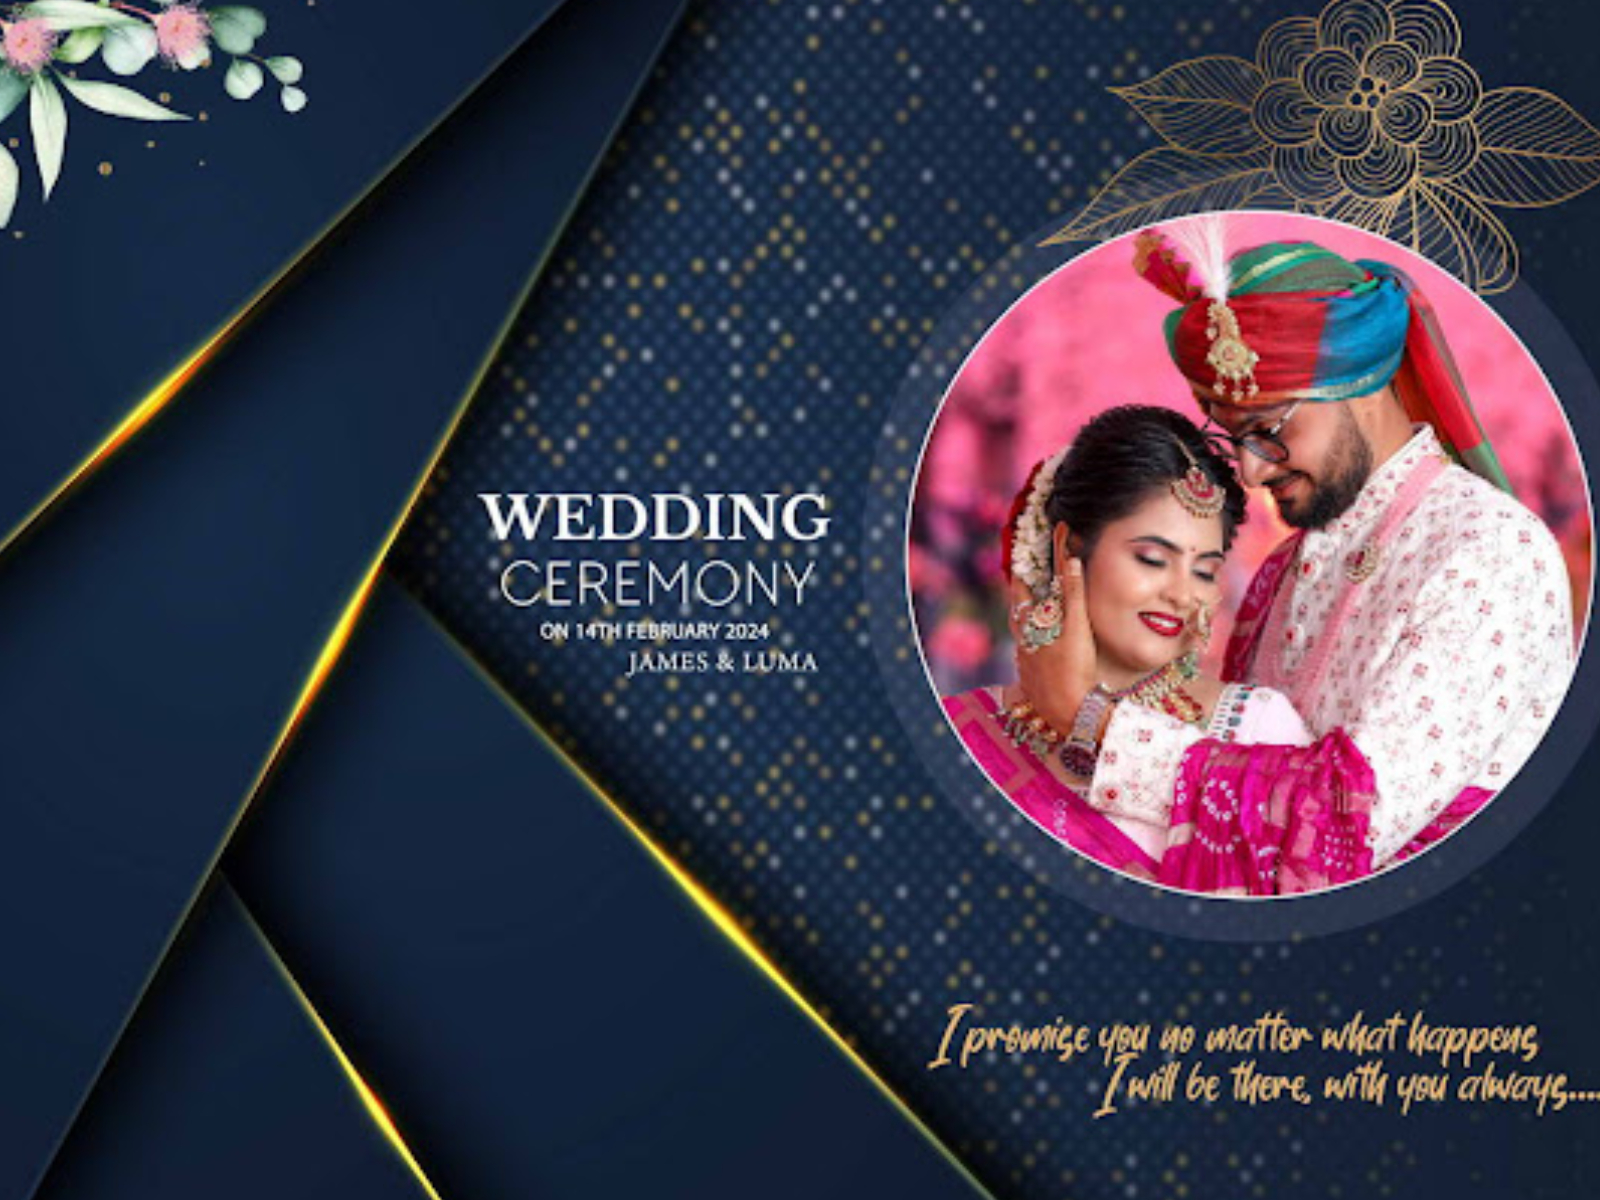 WEDDING
CEREMONY
ON 14TH FEBRUARY 2024
JAMES & LUMA
I promise you no matter what happens
I will be there, with you always....